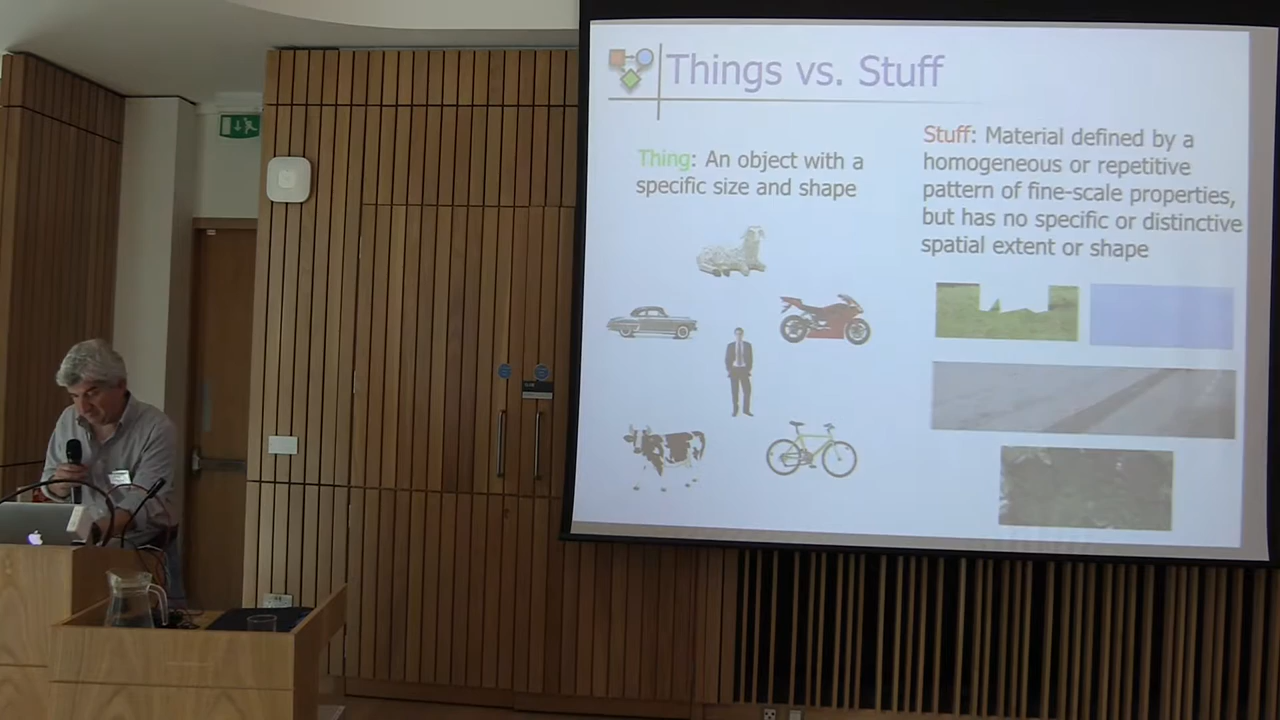 Things vs. Stuff
Thing: An object with a
specific size and shape
Stuff: Material defined by a
homogeneous or repetitive
pattern of fine-scale properties,
but has no specific or distinctive
spatial extent or shape